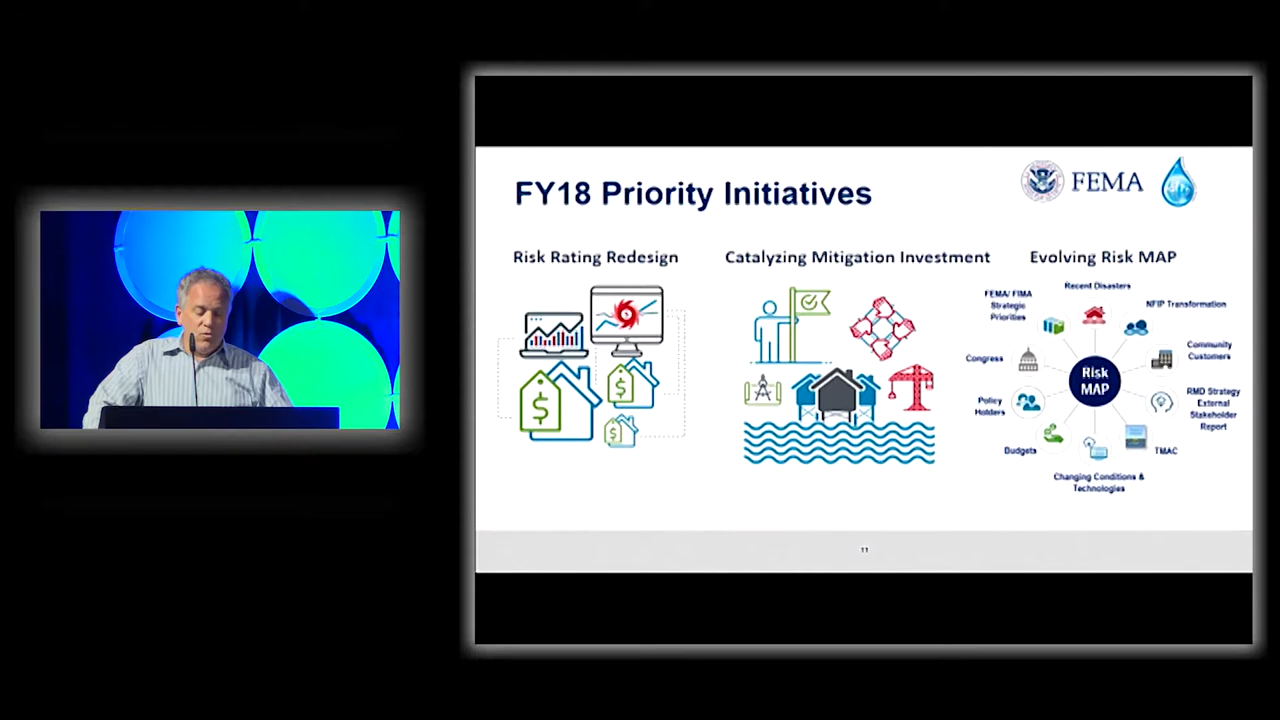 FY18 Priority Initiatives
FEMA
Risk Rating Redesign
Catalyzing Mitigation Investment
Evolving Risk MAP
Recent Disasters
FEMA/ FIMA
Strategic
Priorities
NFIP Transformation
Community
Customers
Congress
Risk
MAP
RMD Strategy
External
Stakeholder
Report
Policy
Holders
Budgets
TMAC
Changing Conditions &
Technologies
$
$
$
11